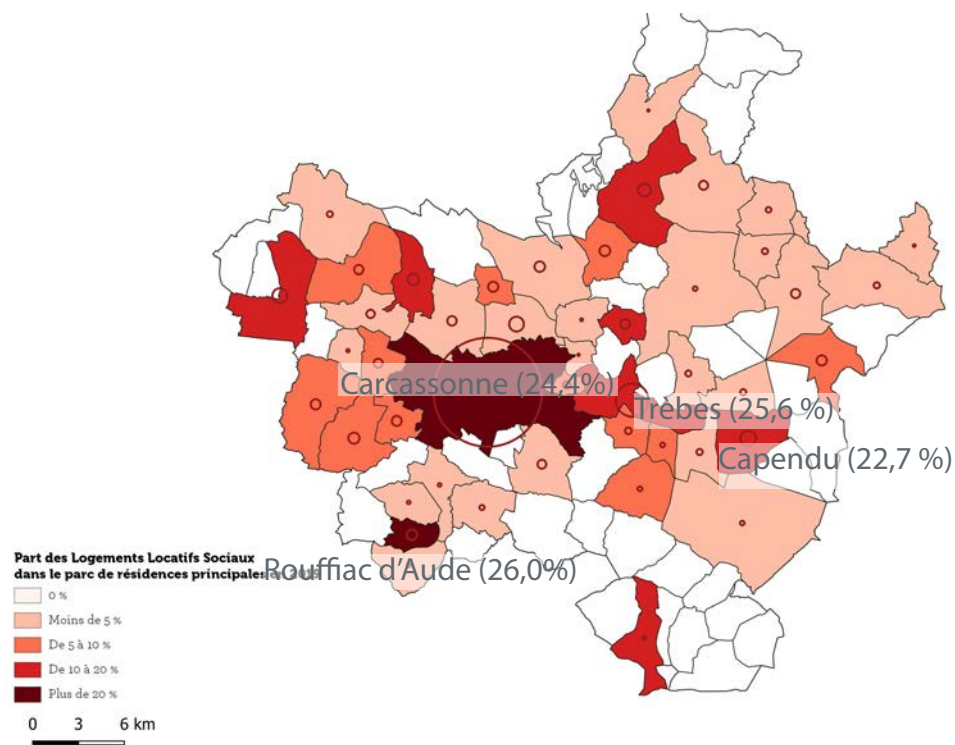 Carcassonne (24,4%)
Trèbes (25,6 %)
Capendu (22,7 %)
Rouffiac d'Aude (26,0%)
Part des Logements Locatifs Sociaux
dans le parc de résidences principales
0 %
Moins de 5 %
De 5 à 10 %
De 10 à 20 %
Plus de 20 %
0 3 6 km